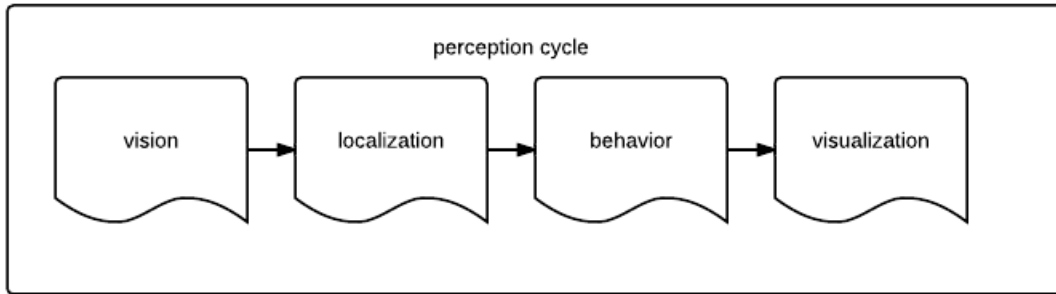 perception cycle
vision
localization
behavior
visualization